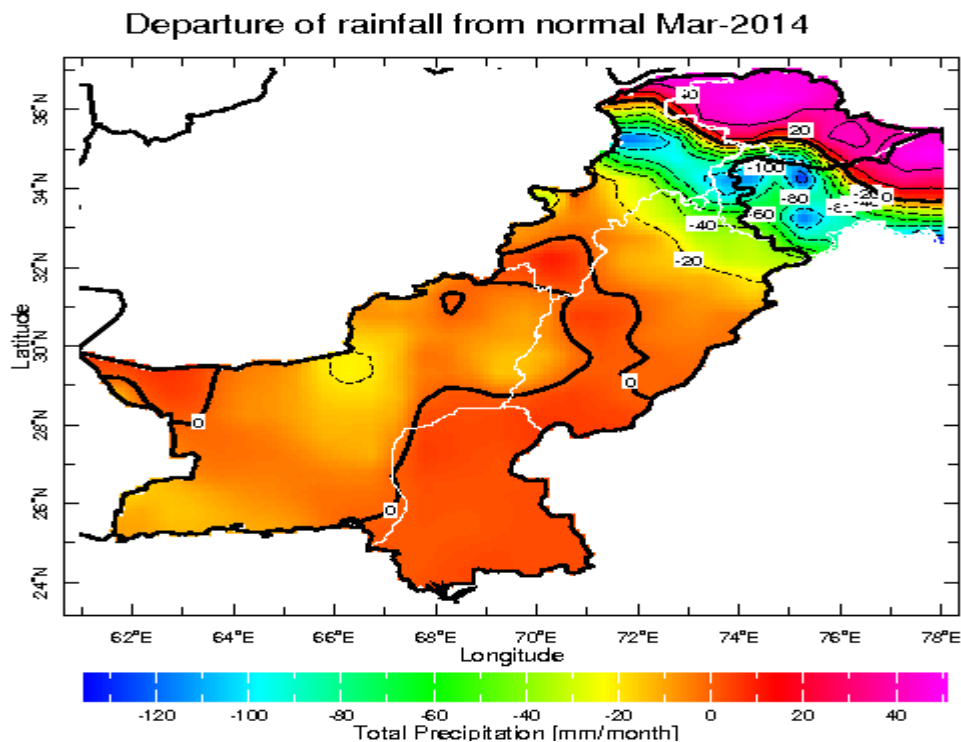 Departure of rainfall from normal Mar-2014
36°N
34°N
32°N
30°N
28°N
26°N
24°N
Latitude
40
20
-100
-80
-60
-40
-20
0
0
0
0
62°E 64°E 66°E 68°E 70°E 72°E 74°E 76°E 78°E
Longitude
-120 -100 -80 -60 -40 -20 0 20 40
Total Precipitation [mm/month]